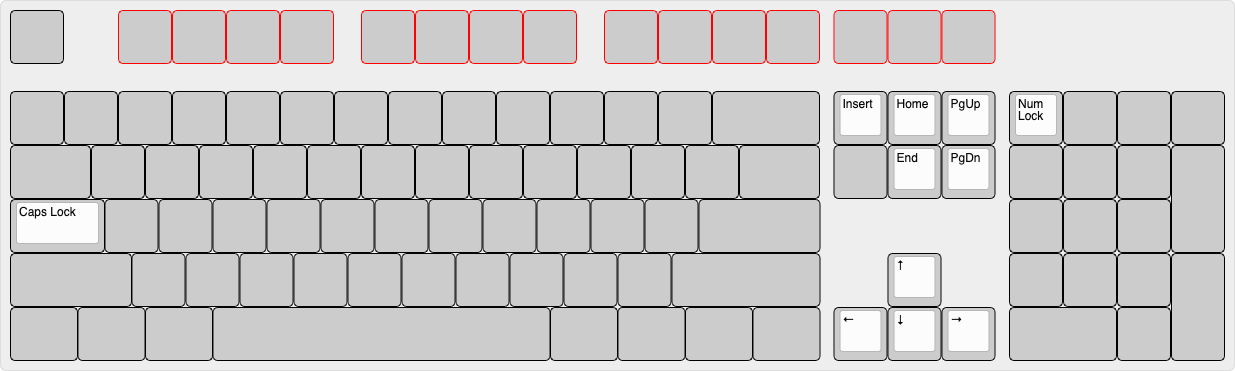 Insert Home PgUp Num
Lock
End PgDn
Caps Lock
↑
← ↓ →